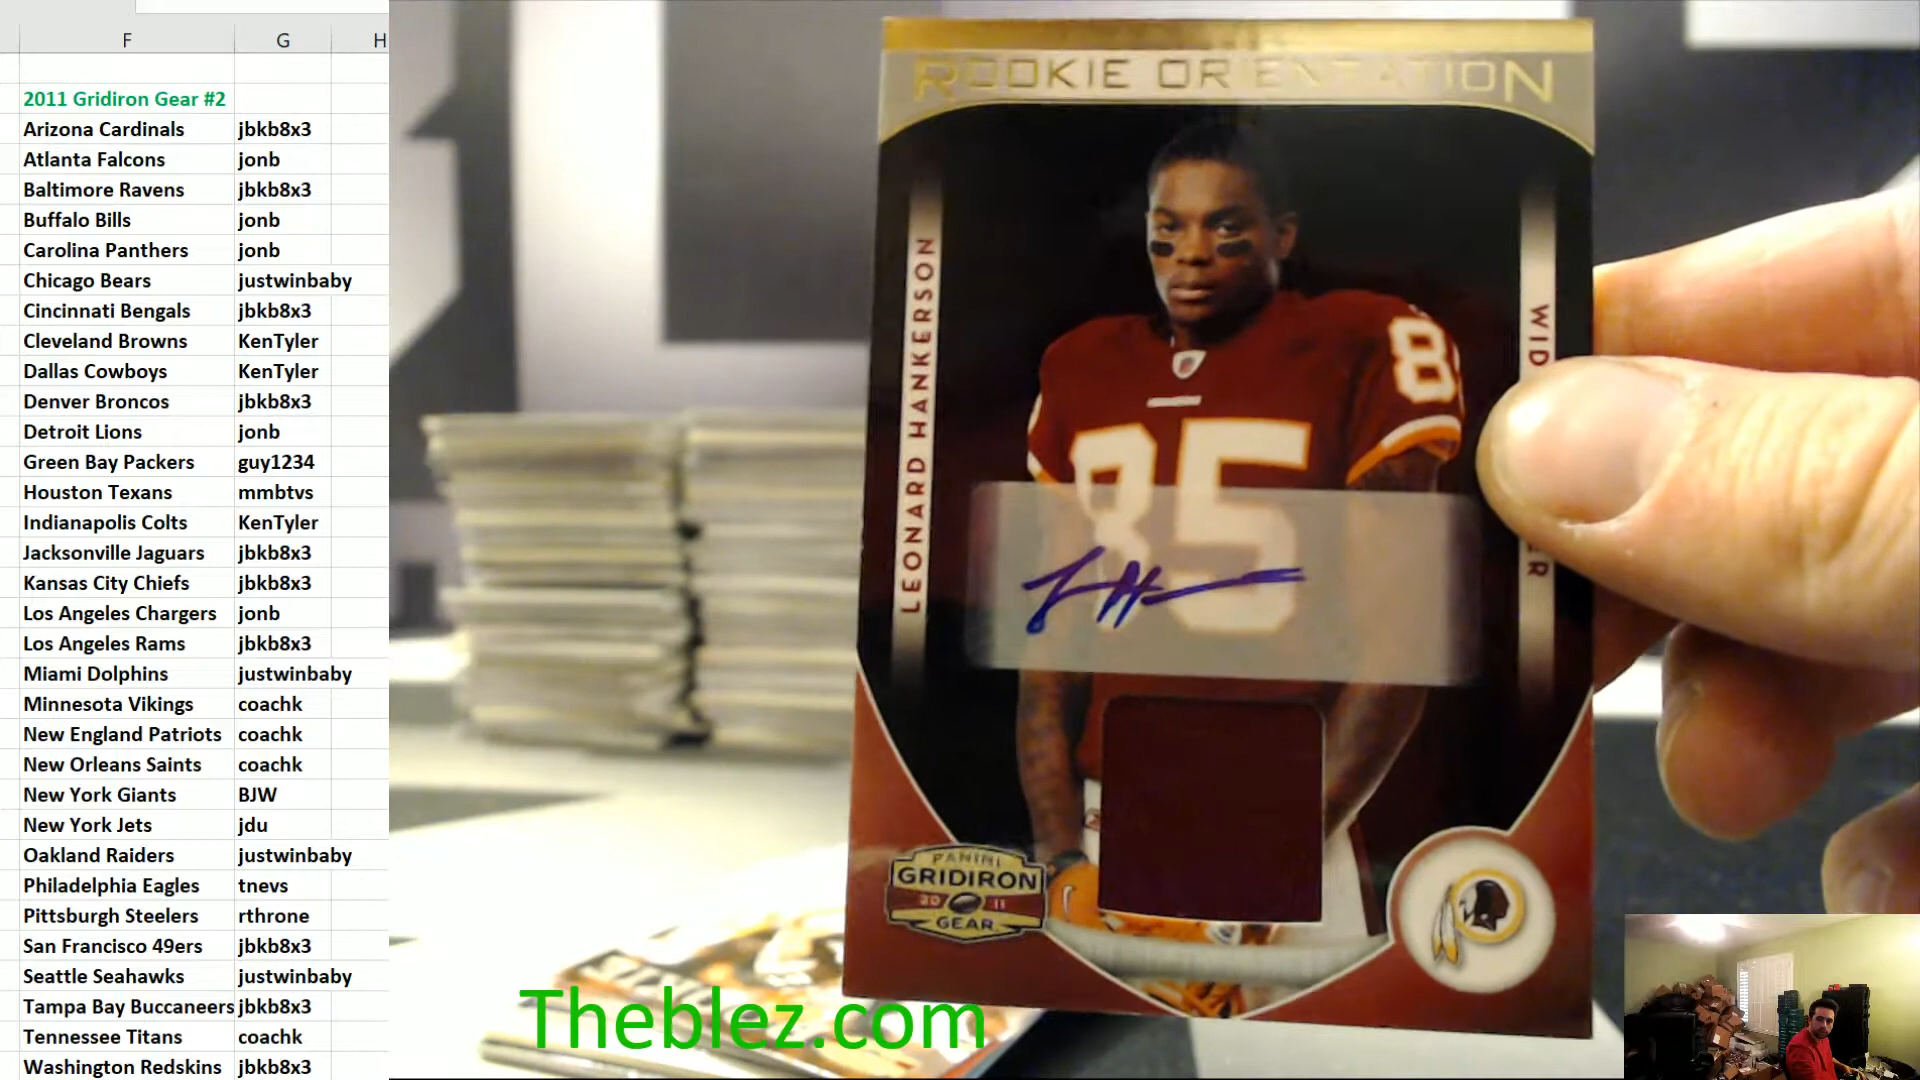 F G H
2011 Gridiron Gear #2
Arizona Cardinals jbkb8x3
Atlanta Falcons jonb
Baltimore Ravens jbkb8x3
Buffalo Bills jonb
Carolina Panthers jonb
Chicago Bears justwinbaby
Cincinnati Bengals jbkb8x3
Cleveland Browns KenTyler
Dallas Cowboys KenTyler
Denver Broncos jbkb8x3
Detroit Lions jonb
Green Bay Packers guy1234
Houston Texans mmbtvs
Indianapolis Colts KenTyler
Jacksonville Jaguars jbkb8x3
Kansas City Chiefs jbkb8x3
Los Angeles Chargers jonb
Los Angeles Rams jbkb8x3
Miami Dolphins justwinbaby
Minnesota Vikings coachk
New England Patriots coachk
New Orleans Saints coachk
New York Giants BJW
New York Jets jdu
Oakland Raiders justwinbaby
Philadelphia Eagles tnevs
Pittsburgh Steelers rthrone
San Francisco 49ers jbkb8x3
Seattle Seahawks justwinbaby
Tampa Bay Buccaneers jbkb8x3
Tennessee Titans coachk
Washington Redskins jbkb8x3
ROOKIE ORIENTATION
LEONARD HANKERSON
85
PANINI
GRIDIRON
20 11
GEAR
Theblez.com